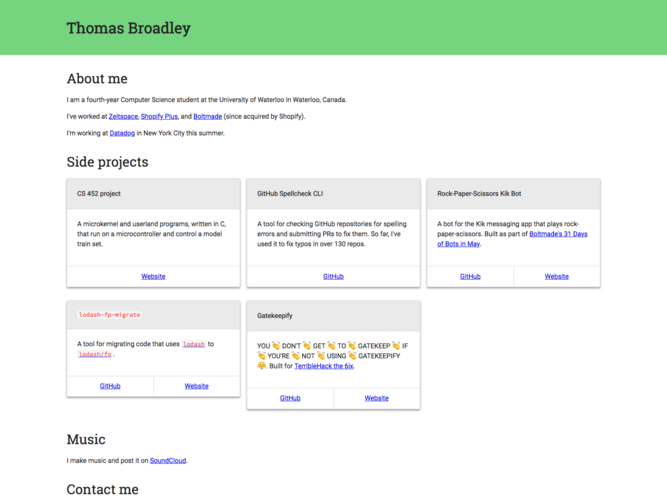 Thomas Broadley
About me
I am a fourth-year Computer Science student at the University of Waterloo in Waterloo, Canada.
I've worked at Zeitspace, Shopify Plus, and Boltmade (since acquired by Shopify).
I'm working at Datadog in New York City this summer.
Side projects
CS 452 project
A microkernel and userland programs, written in C,
that run on a microcontroller and control a model
train set.
Website
GitHub Spellcheck CLI
A tool for checking GitHub repositories for spelling
errors and submitting PRs to fix them. So far, I've
used it to fix typos in over 130 repos.
GitHub
Rock-Paper-Scissors Kik Bot
A bot for the Kik messaging app that plays rock-
paper-scissors. Built as part of Boltmade's 31 Days
of Bots in May.
GitHub Website
lodash-fp-migrate
A tool for migrating code that uses lodash to
lodash/fp.
GitHub Website
Gatekeepify
YOU 👏 DON'T 👏 GET 👏 TO 👏 GATEKEEP 👏 IF
👏 YOU'RE 👏 NOT 👏 USING 👏 GATEKEEPIFY
😤. Built for TerribleHack the 6ix.
GitHub Website
Music
I make music and post it on SoundCloud.
Contact me